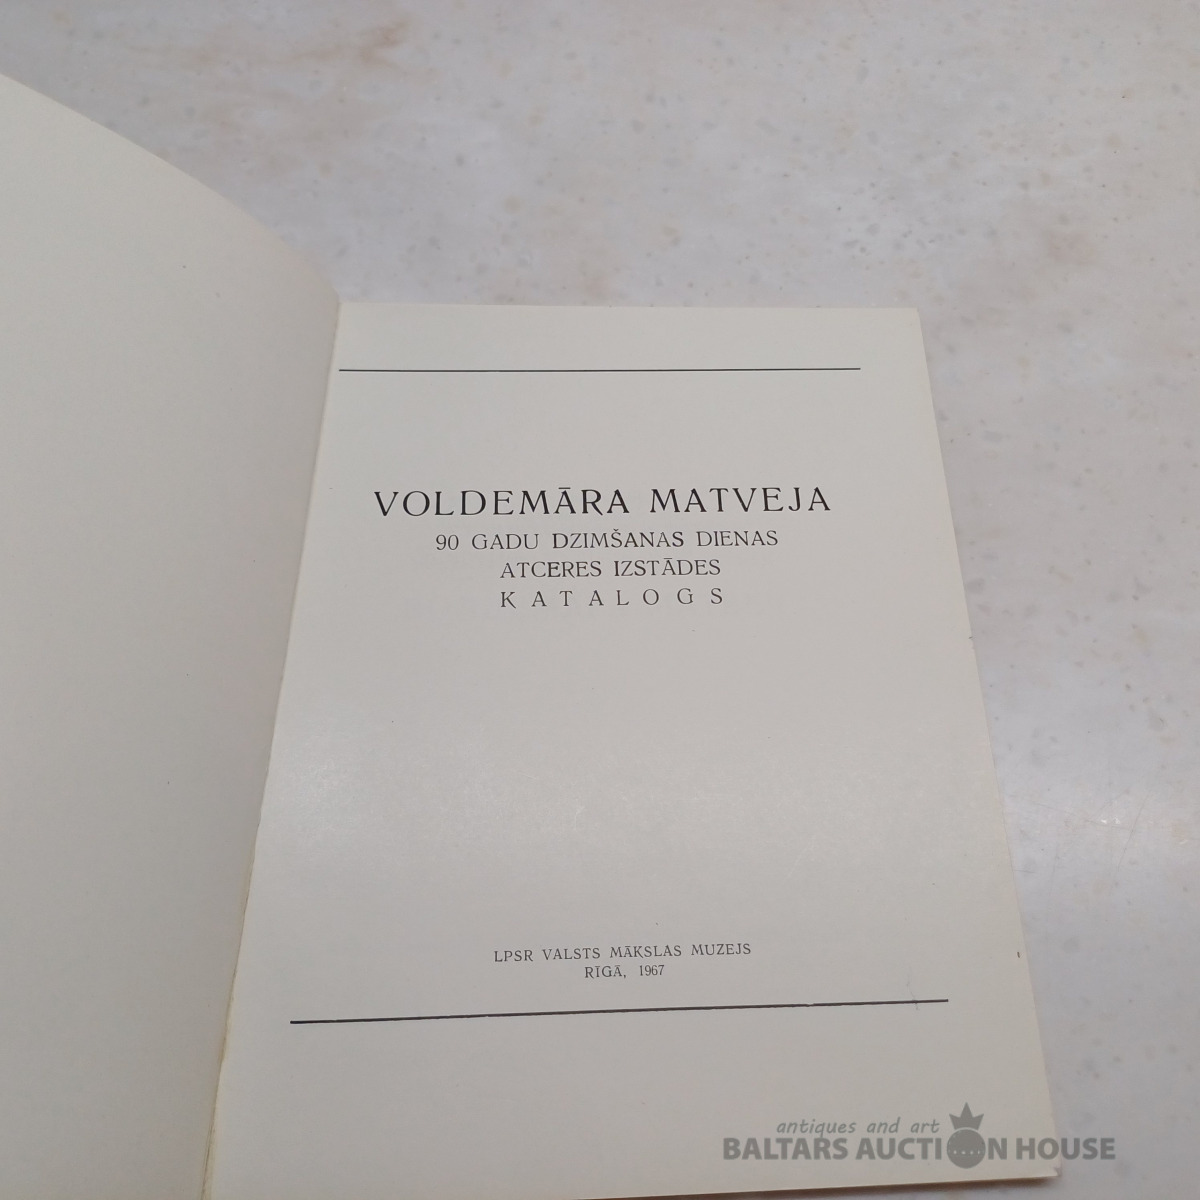 VOLDEMĀRA MATVEJA
90 GADU DZIMŠANAS DIENAS
ATCERES IZSTĀDES
KATALOGS
LPSR VALSTS MĀKSLAS MUZEJS
RĪGĀ, 1967
antiques and art
BALTARS AUCTION HOUSE